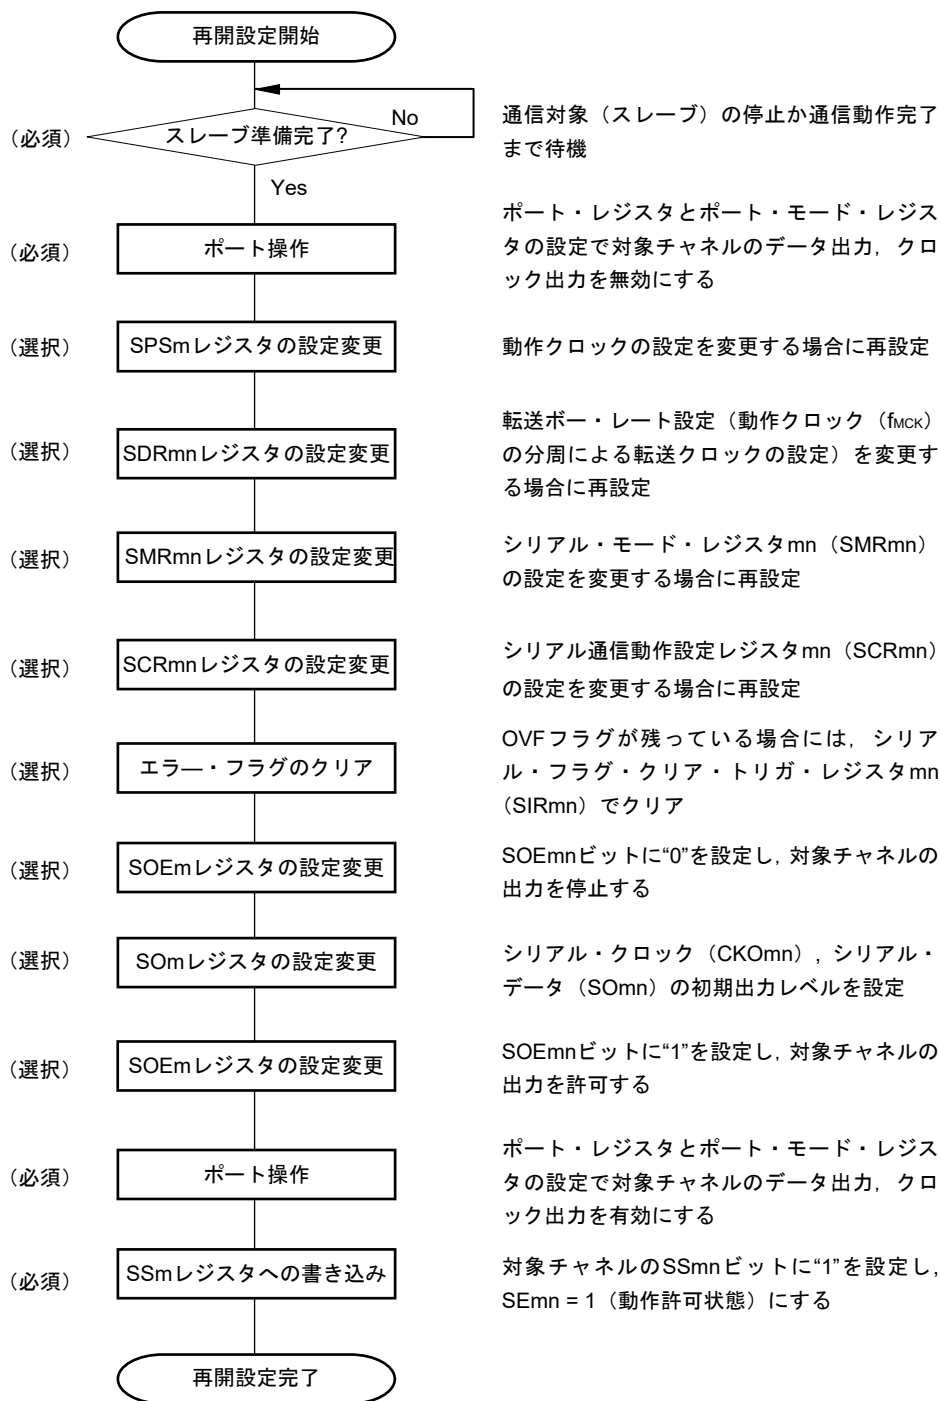 再開設定開始
No
(必須)
スレーブ準備完了?
通信対象（スレーブ）の停止か通信動作完了
まで待機
Yes
(必須)
ポート操作
ポート・レジスタとポート・モード・レジス
タの設定で対象チャネルのデータ出力，クロ
ック出力を無効にする
(選択)
SPSmレジスタの設定変更
動作クロックの設定を変更する場合に再設定
(選択)
SDRmnレジスタの設定変更
転送ボー・レート設定（動作クロック（fMCK）
の分周による転送クロックの設定）を変更す
る場合に再設定
(選択)
SMRmnレジスタの設定変更
シリアル・モード・レジスタmn（SMRmn）
の設定を変更する場合に再設定
(選択)
SCRmnレジスタの設定変更
シリアル通信動作設定レジスタmn（SCRmn）
の設定を変更する場合に再設定
(選択)
エラ―・フラグのクリア
OVFフラグが残っている場合には，シリア
ル・フラグ・クリア・トリガ・レジスタmn
（SIRmn）でクリア
(選択)
SOEmレジスタの設定変更
SOEmnビットに“0”を設定し，対象チャネルの
出力を停止する
(選択)
SOmレジスタの設定変更
シリアル・クロック（CKOmn），シリアル・
データ（SOmn）の初期出力レベルを設定
(選択)
SOEmレジスタの設定変更
SOEmnビットに“1”を設定し，対象チャネルの
出力を許可する
(必須)
ポート操作
ポート・レジスタとポート・モード・レジス
タの設定で対象チャネルのデータ出力，クロ
ック出力を有効にする
(必須)
SSmレジスタへの書き込み
対象チャネルのSSmnビットに“1”を設定し，
SEmn = 1（動作許可状態）にする
再開設定完了